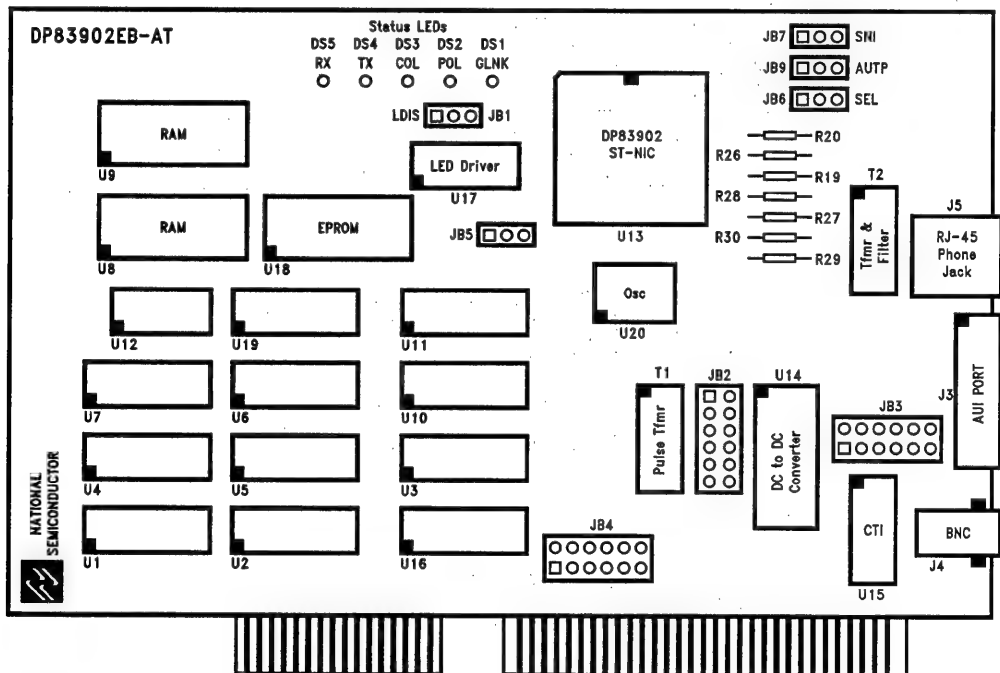 DP83902EB-AT
Status LEDs
DS5 DS4 DS3 DS2 DS1
RX TX COL POL GLNK
JB7 SNI
JB9 AUTP
JB6 SEL
LDIS JB1
RAM
U9
LED Driver
U17
DP83902
ST-NIC
U13
R20
R26
R19
R28
R27
R30
R29
T2
Tfmr &
Filter
J5
RJ-45
Phone
Jack
RAM
U8
EPROM
U18
JB5
Osc
U20
U12
U19
U11
U7
U6
U10
T1
Pulse Tfmr
JB2
U14
DC to DC
Converter
JB3
J3
AUI PORT
U4
U5
U3
NATIONAL
SEMICONDUCTOR
U1
U2
U16
JB4
CTI
U15
BNC
J4